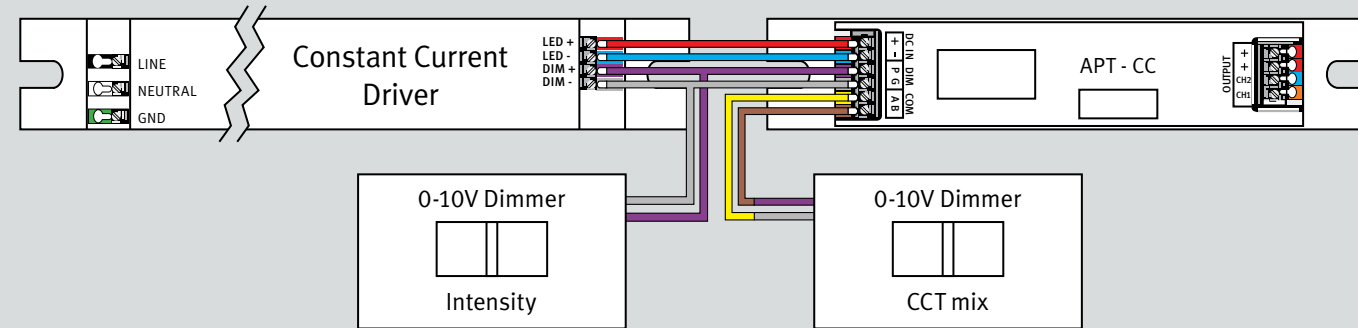 LINE
NEUTRAL
GND
Constant Current
Driver
LED +
LED -
DIM +
DIM -
+ -
P G
A B
DC IN
DIM
COM
APT - CC
OUTPUT
+
+
CH2
CH1
0-10V Dimmer
Intensity
0-10V Dimmer
CCT mix